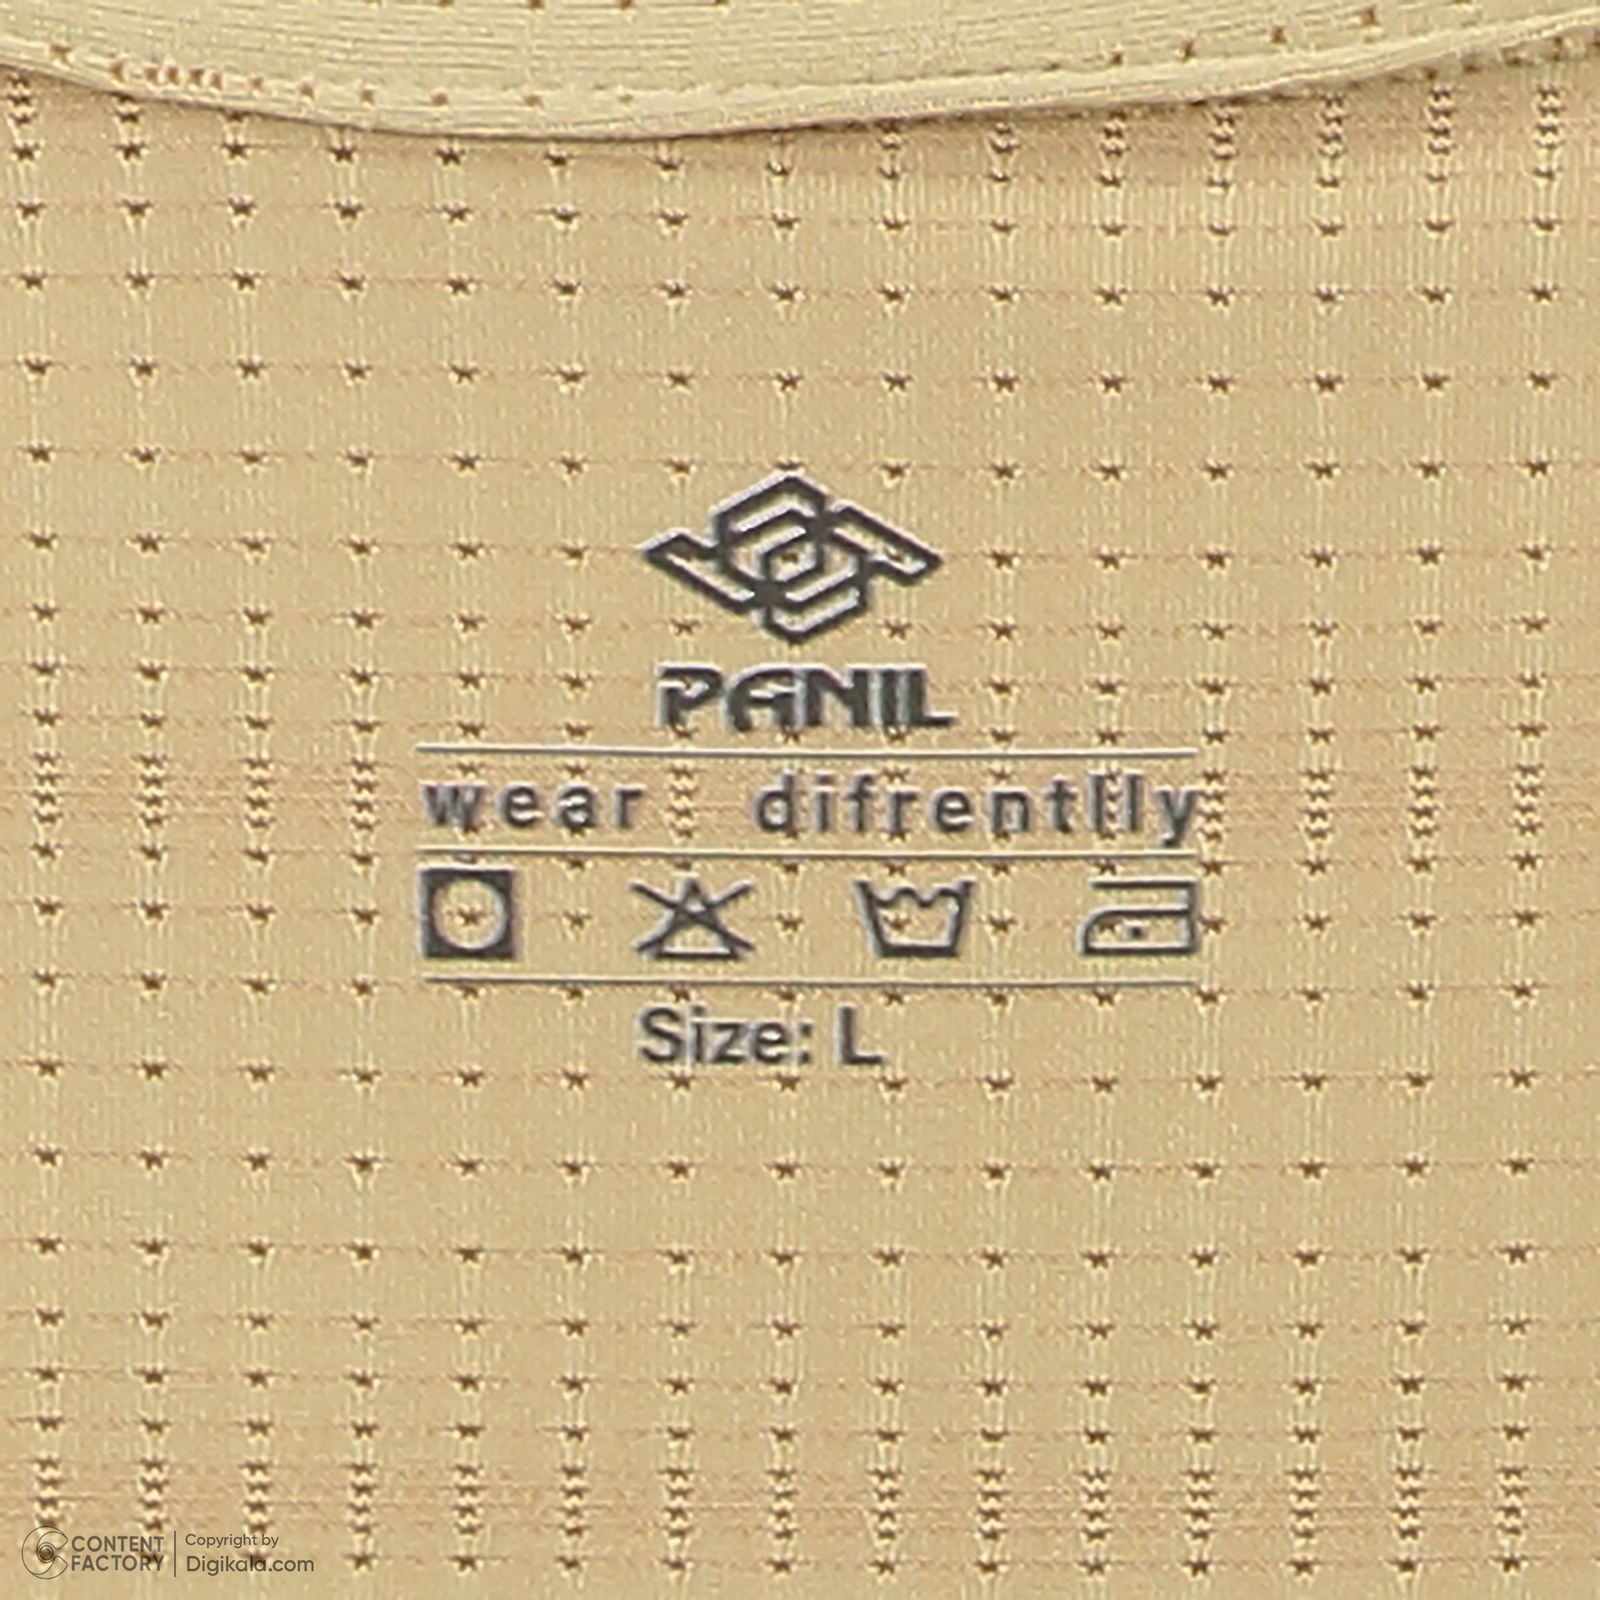 PANIL
wear difrentlly
Size: L
CONTENT FACTORY
Copyright by
Digikala.com